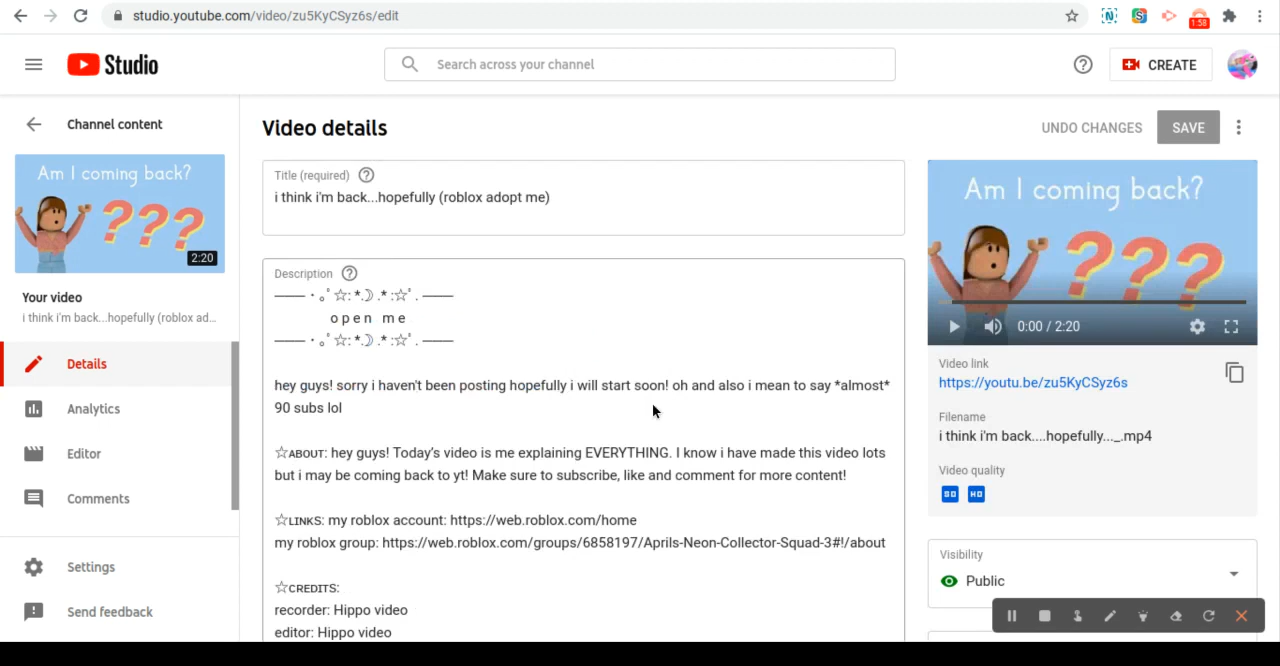 studio.youtube.com/video/zu5KyCSyz6s/edit
1:58
Studio
Search across your channel
CREATE
Channel content
Video details
UNDO CHANGES
SAVE
Am I coming back?
???
2:20
Your video
i think i'm back...hopefully (roblox ad...
Details
Analytics
Editor
Comments
Settings
Send feedback
Title (required)
i think i'm back...hopefully (roblox adopt me)
Description
─── ・ 。ﾟ☆: *.☽ .* :☆ﾟ. ───
o p e n   m e
─── ・ 。ﾟ☆: *.☽ .* :☆ﾟ. ───
hey guys! sorry i haven't been posting hopefully i will start soon! oh and also i mean to say *almost*
90 subs lol
☆ᴀʙᴏᴜᴛ: hey guys! Today's video is me explaining EVERYTHING. I know i have made this video lots
but i may be coming back to yt! Make sure to subscribe, like and comment for more content!
☆ʟɪɴᴋs: my roblox account: https://web.roblox.com/home
my roblox group: https://web.roblox.com/groups/6858197/Aprils-Neon-Collector-Squad-3#!/about
☆ᴄʀᴇᴅɪᴛs:
recorder: Hippo video
editor: Hippo video
Am I coming back?
???
0:00 / 2:20
Video link
https://youtu.be/zu5KyCSyz6s
Filename
i think i'm back....hopefully..._.mp4
Video quality
SD HD
Visibility
Public